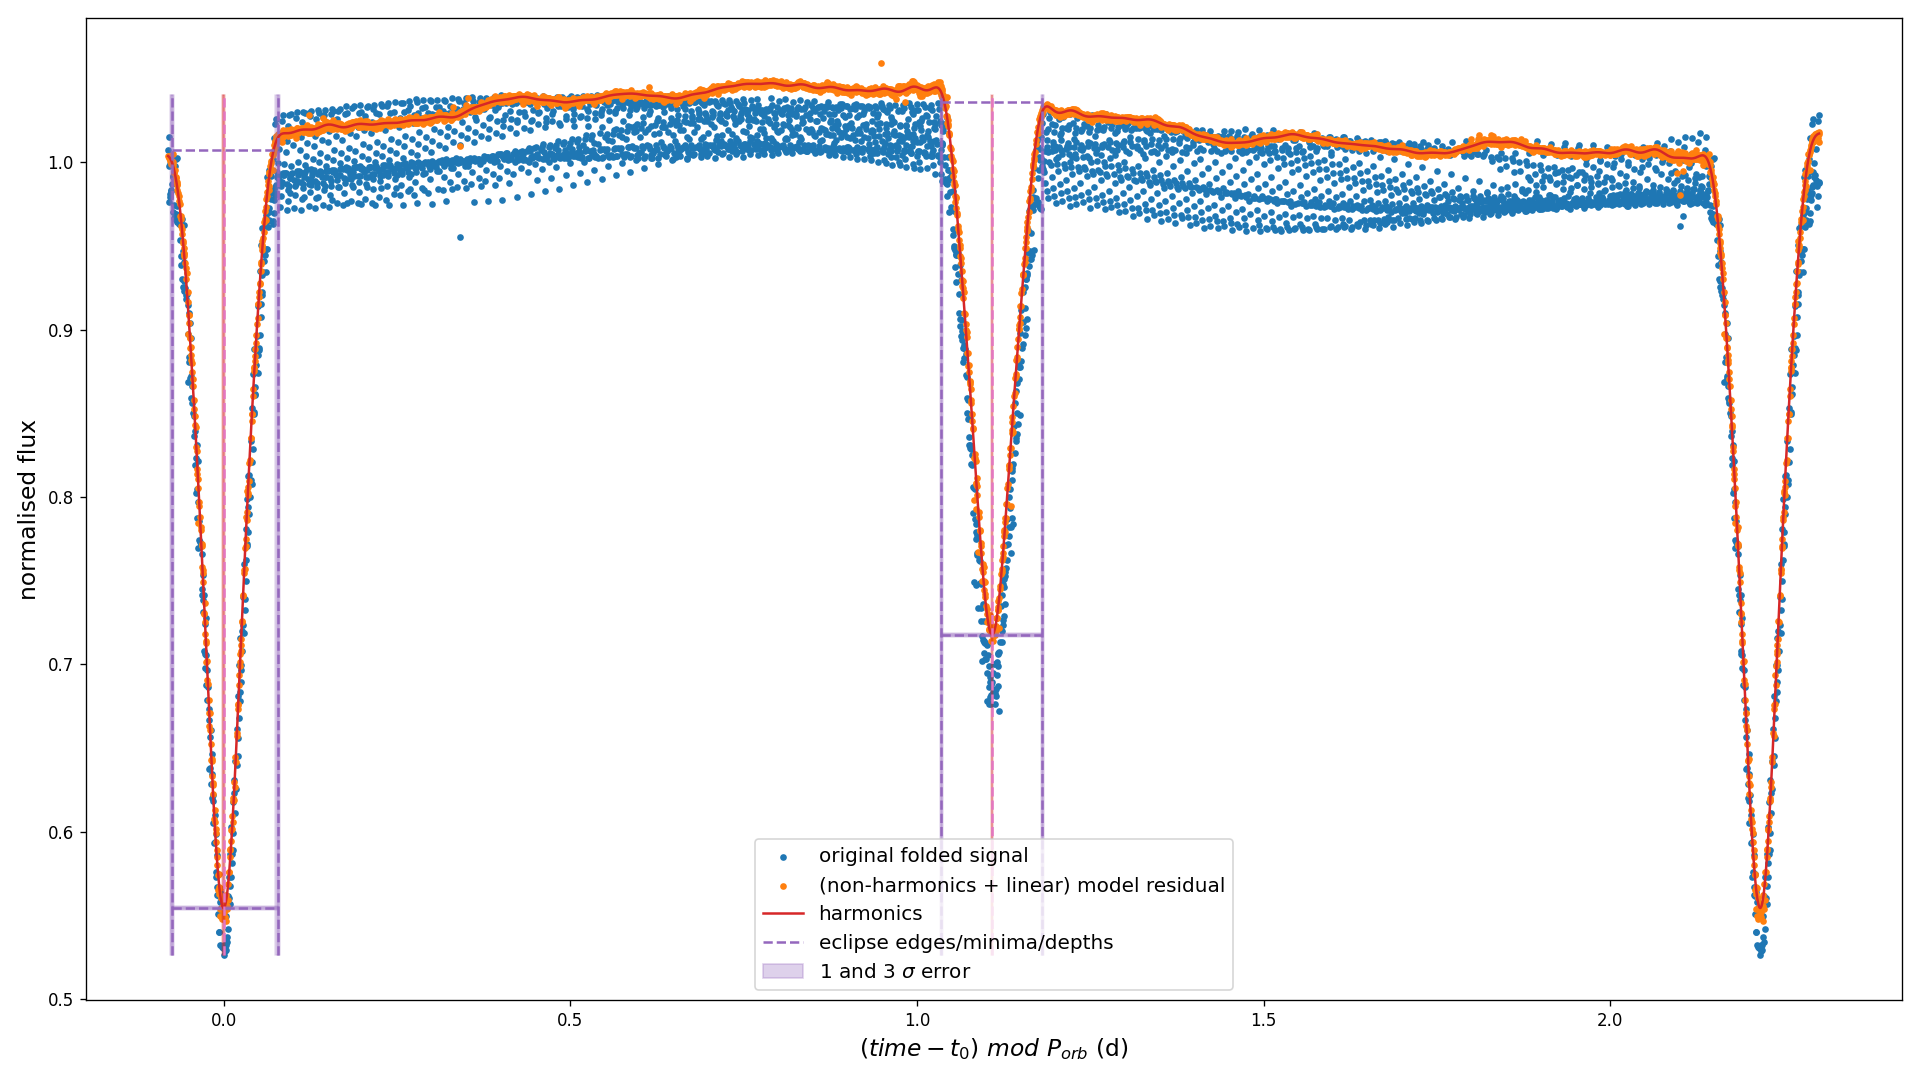 normalised flux
1.0
0.9
0.8
0.7
0.6
0.5
original folded signal
(non-harmonics + linear) model residual
harmonics
eclipse edges/minima/depths
1 and 3 σ error
0.0 0.5 1.0 1.5 2.0
(time − t₀) mod Pₒᵣb (d)